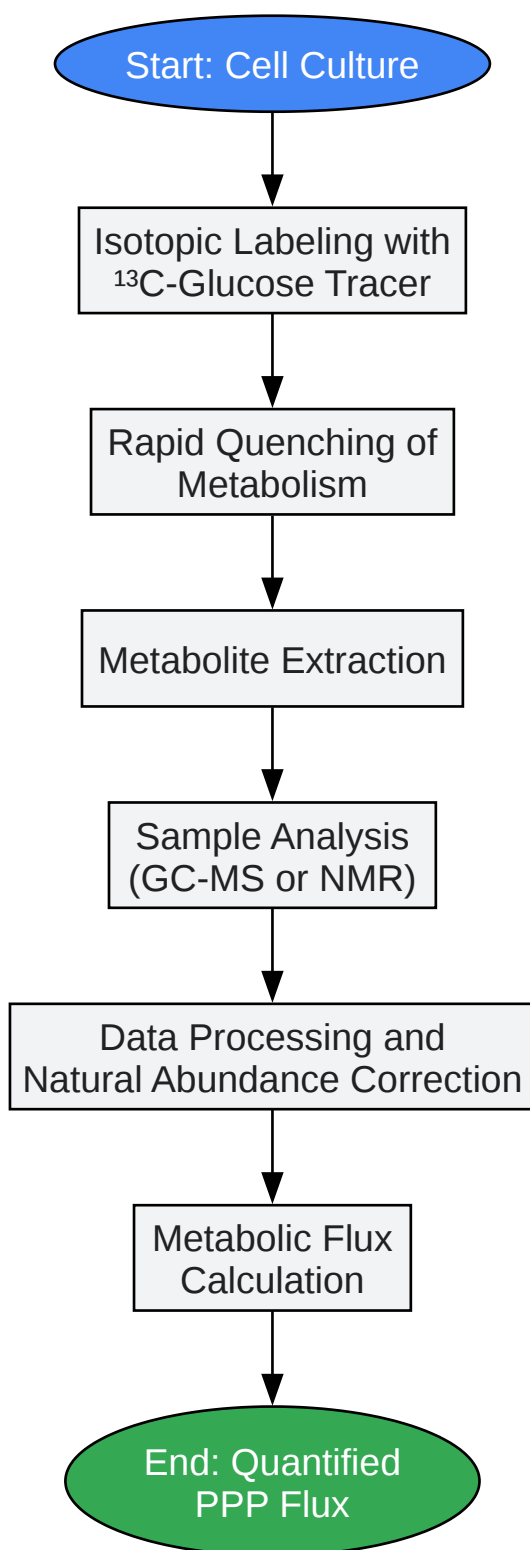 Start: Cell Culture
Isotopic Labeling with
¹³C-Glucose Tracer
Rapid Quenching of
Metabolism
Metabolite Extraction
Sample Analysis
(GC-MS or NMR)
Data Processing and
Natural Abundance Correction
Metabolic Flux
Calculation
End: Quantified
PPP Flux